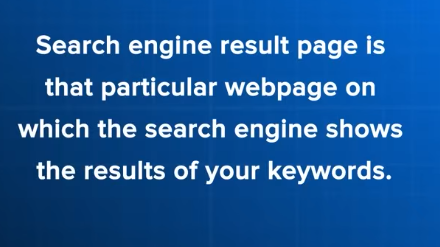 Search engine result page is
that particular webpage on
which the search engine shows
the results of your keywords.